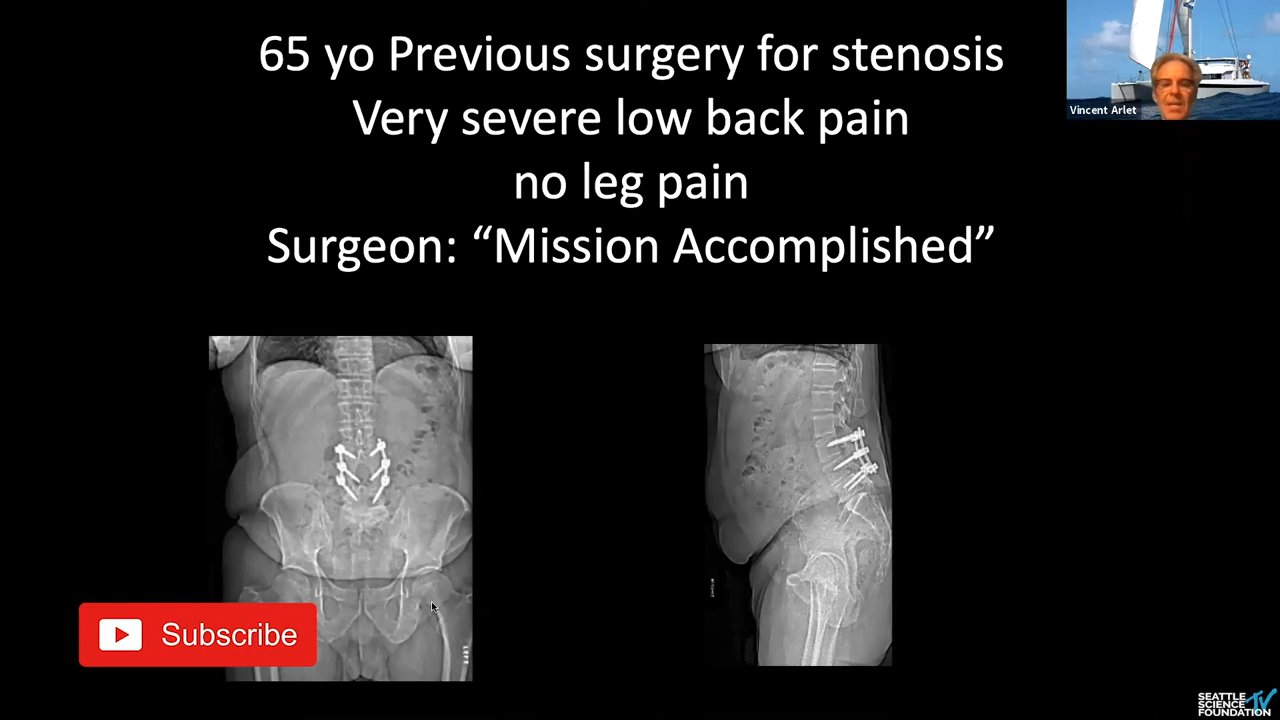 65 yo Previous surgery for stenosis
Very severe low back pain
no leg pain
Surgeon: “Mission Accomplished”
Vincent Arlet
LEFT
Subscribe
SEATTLE
SCIENCE
FOUNDATION
TV